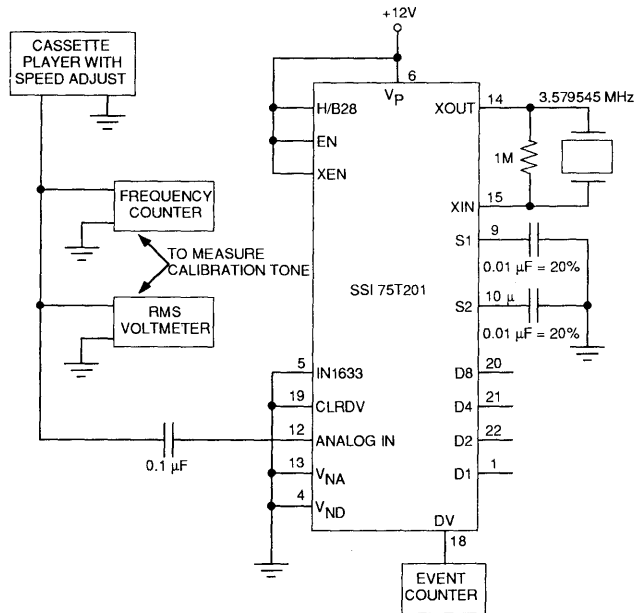 +12V
CASSETTE
PLAYER WITH
SPEED ADJUST
6
VP
14
3.579545 MHz
H/B28
XOUT
EN
1M
XEN
FREQUENCY
COUNTER
15
XIN
TO MEASURE
CALIBRATION TONE
S1
9
0.01 µF = 20%
SSI 75T201
RMS
VOLTMETER
S2
10 µ
0.01 µF = 20%
5
IN1633
D8
20
19
CLRDV
D4
21
12
ANALOG IN
D2
22
0.1 µF
13
VNA
D1
1
4
VND
DV
18
EVENT
COUNTER